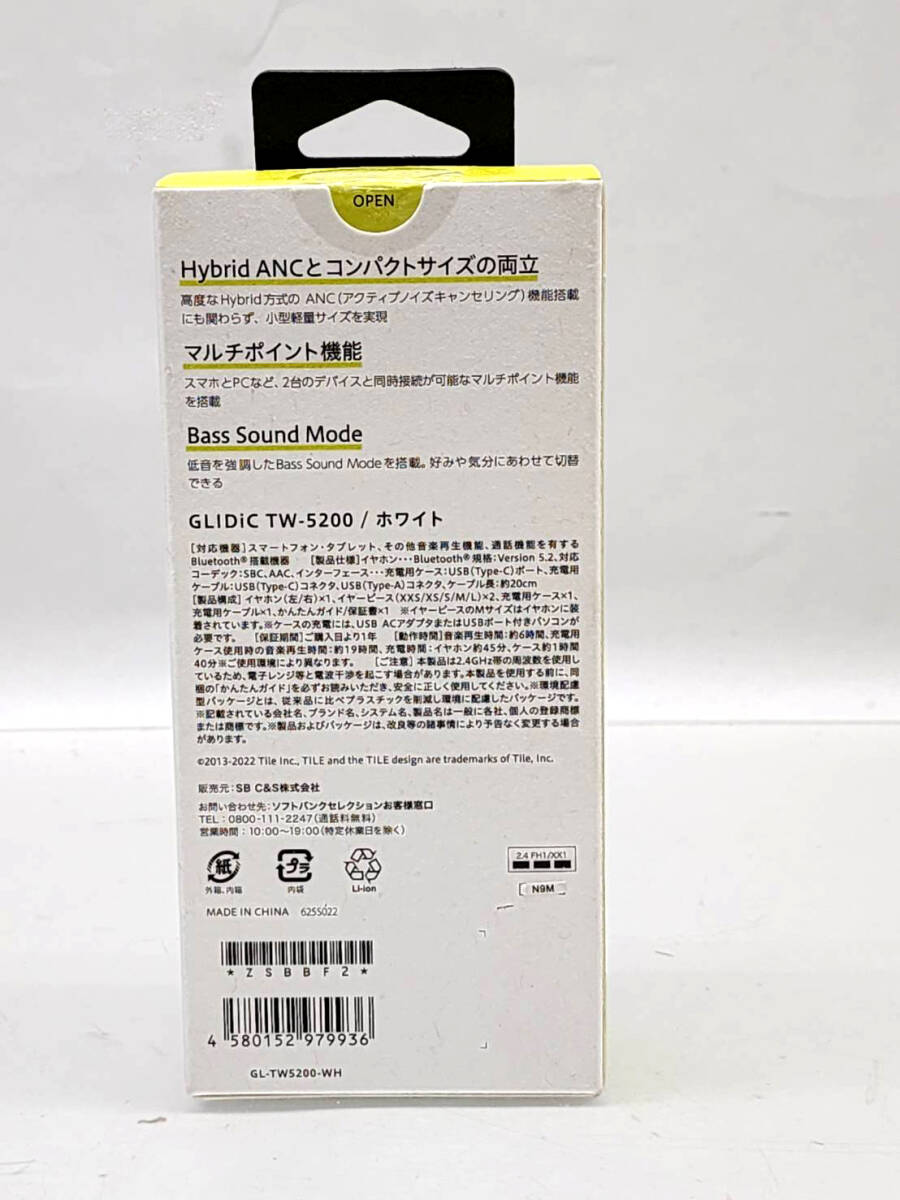 OPEN
Hybrid ANCとコンパクトサイズの両立
高度なHybrid方式の ANC(アクティブノイズキャンセリング)機能搭載
にも関わらず、小型軽量サイズを実現
マルチポイント機能
スマホとPCなど、2台のデバイスと同時接続が可能なマルチポイント機能
を搭載
Bass Sound Mode
低音を強調したBass Sound Modeを搭載。好みや気分にあわせて切替
できる
GLIDiC TW-5200 / ホワイト
[対応機器]スマートフォン・タブレット、その他音楽再生機能、通話機能を有する
Bluetooth®搭載機器 [製品仕様]イヤホン・・・Bluetooth®規格:Version 5.2、対応
コーデック:SBC、AAC、インターフェース・・・充電用ケース:USB(Type-C)ポート、充電用
ケーブル:USB(Type-C)コネクタ、USB(Type-A)コネクタ、ケーブル長:約20cm
[製品構成]イヤホン(左/右)×1、イヤーピース(XXS/XS/S/M/L)×2、充電用ケース×1、
充電用ケーブル×1、かんたんガイド/保証書×1 ※イヤーピースのMサイズはイヤホンに装
着されています。※ケースの充電には、USB ACアダプタまたはUSBポート付きパソコンが
必要です。 [保証期間]ご購入日より1年 [動作時間]音楽再生時間:約6時間、充電用
ケース使用時の音楽再生時間:約19時間、充電時間:イヤホン約45分、ケース約1時間
40分※ご使用環境により異なります。 [ご注意]本製品は2.4GHz帯の周波数を使用し
ているため、電子レンジ等と電波干渉を起こす場合があります。本製品を使用する前に、同
梱の「かんたんガイド」を必ずお読みいただき、安全に正しく使用してください。※環境配慮
型パッケージとは、従来品に比べプラスチックを削減し環境に配慮したパッケージです。
※記載されている会社名、ブランド名、システム名、製品名は一般に各社、個人の登録商標
または商標です。※製品およびパッケージは、改良等の諸事情により予告なく変更する場合
があります。
©2013-2022 Tile Inc., TILE and the TILE design are trademarks of Tile, Inc.
販売元:SB C&S株式会社
お問い合わせ先:ソフトバンクセレクションお客様窓口
TEL:0800-111-2247(通話料無料)
営業時間:10:00〜19:00(特定休業日を除く)
紙
外箱、内箱
プラ
内袋
Li-ion
2.4 FH1/XX1
N9M
MADE IN CHINA 625S022
*ZSBBF2*
4 580152 979936
GL-TW5200-WH